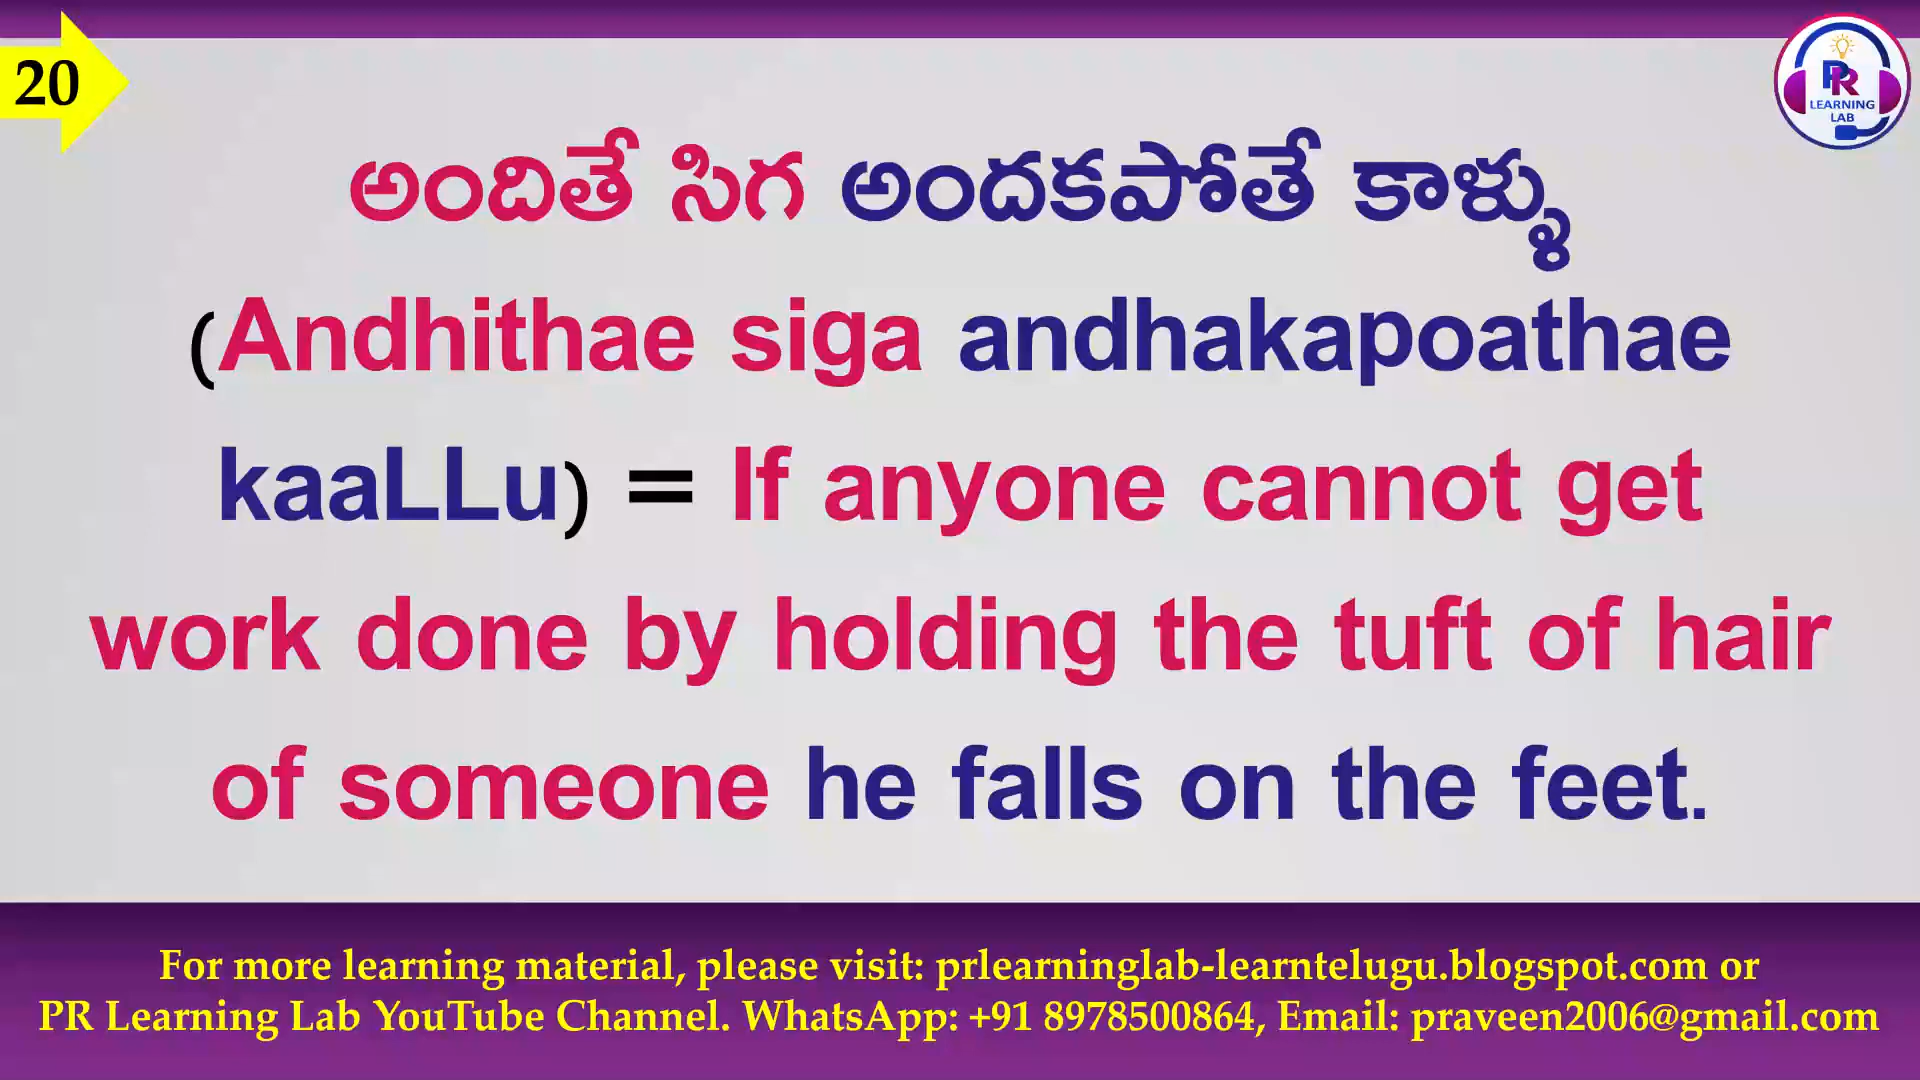 20
PR
LEARNING
LAB
అందితే సిగ అందకపోతే కాళ్ళు
(Andhithae siga andhakapoathae
kaaLLu) = If anyone cannot get
work done by holding the tuft of hair
of someone he falls on the feet.
For more learning material, please visit: prlearninglab-learntelugu.blogspot.com or
PR Learning Lab YouTube Channel. WhatsApp: +91 8978500864, Email: praveen2006@gmail.com